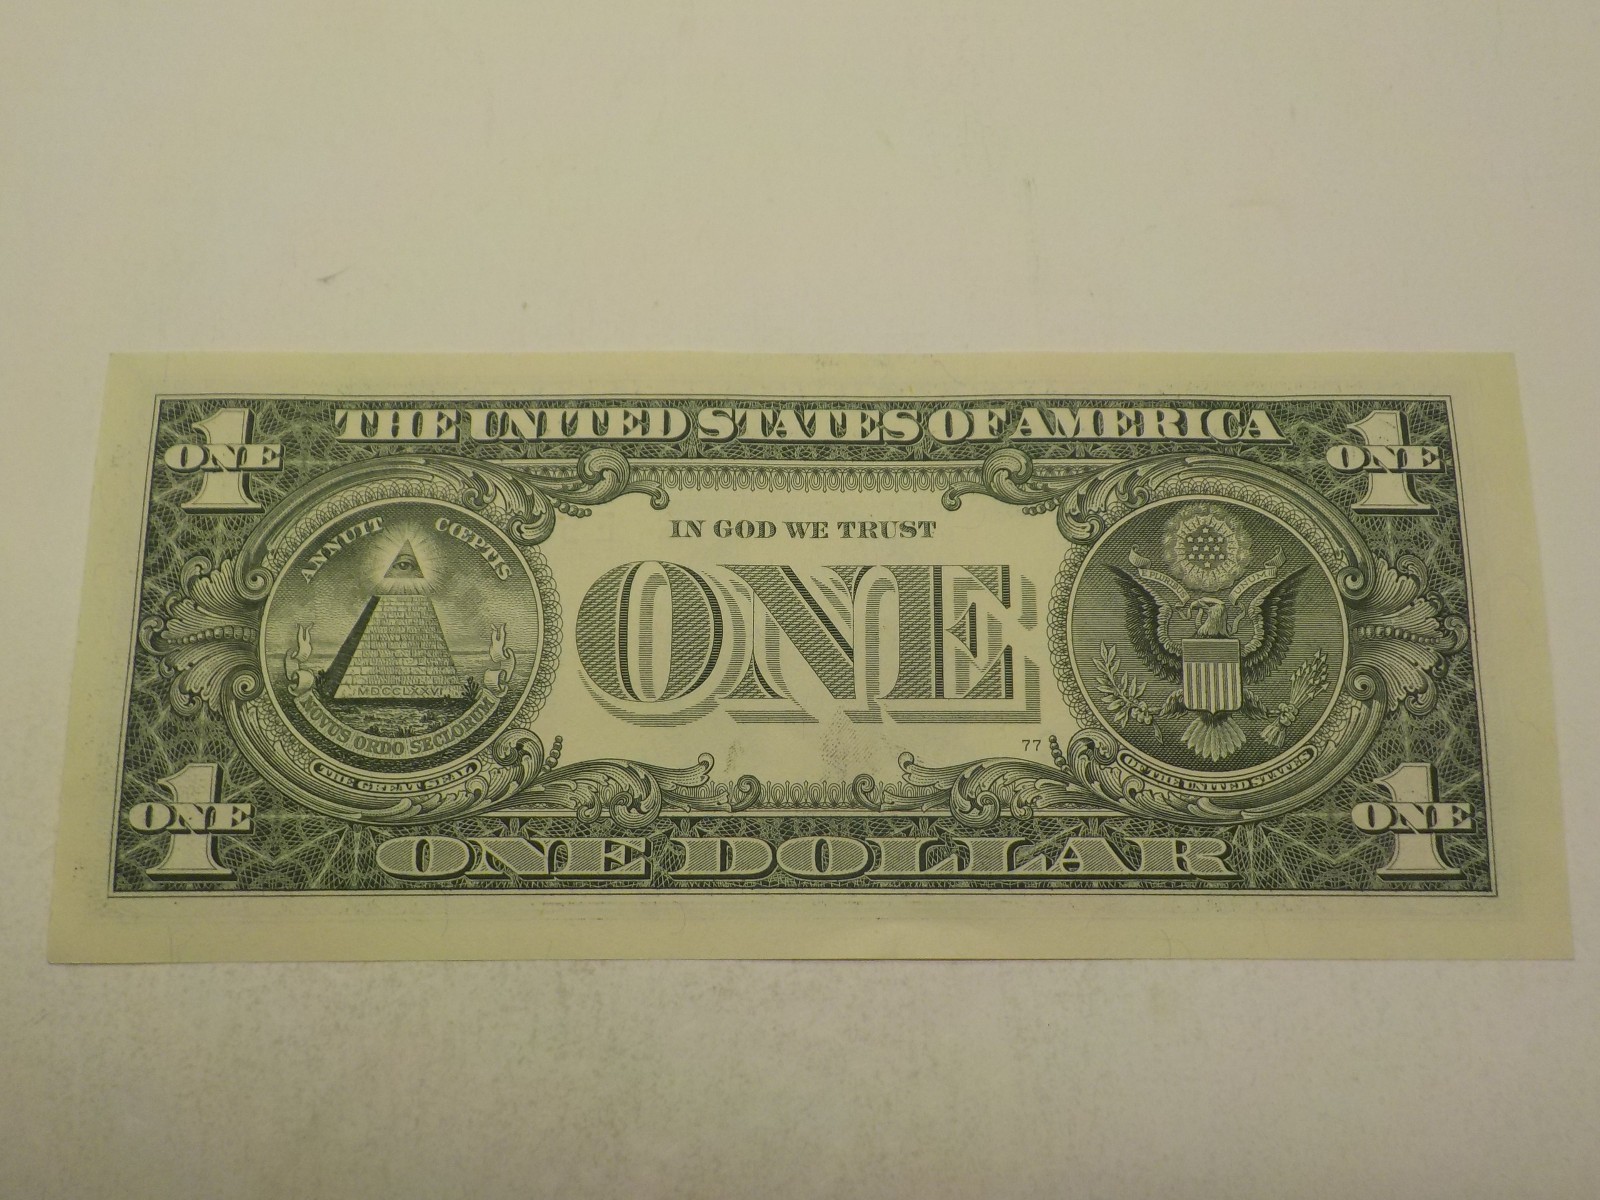 THE UNITED STATES OF AMERICA
1 ONE
1 ONE
ANNUIT CŒPTIS
IN GOD WE TRUST
ONE
MDCCLXXVI
NOVUS ORDO SECLORUM
THE GREAT SEAL
77
OF THE UNITED STATES
1 ONE
1 ONE
ONE DOLLAR